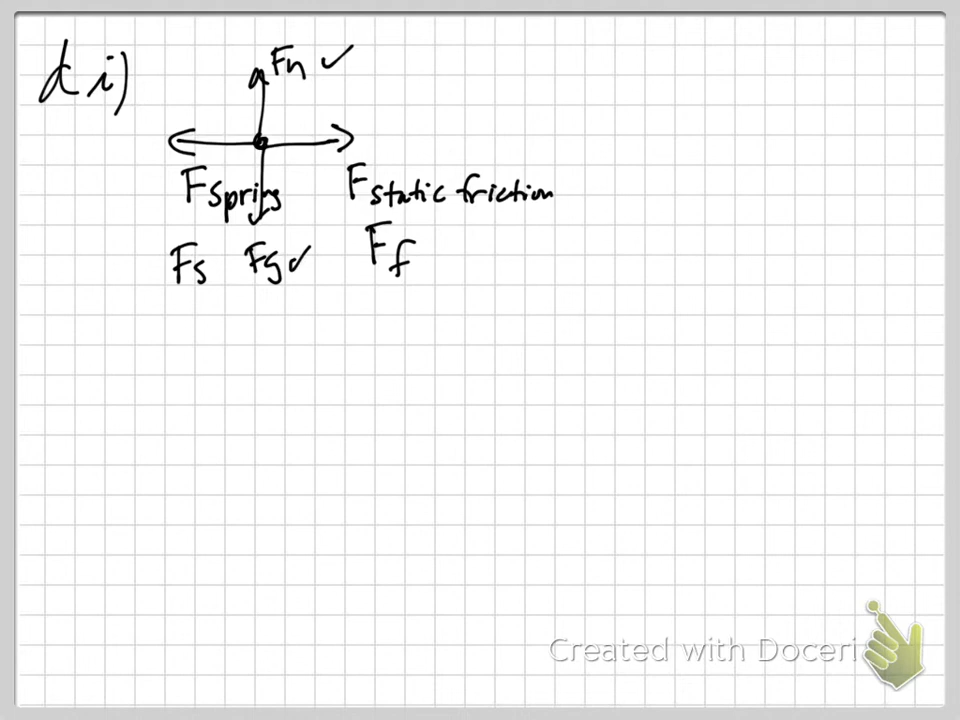 d i)
Fn ✓
Fspring Fstatic friction
Fs Fg ✓ Ff
Created with Doceri